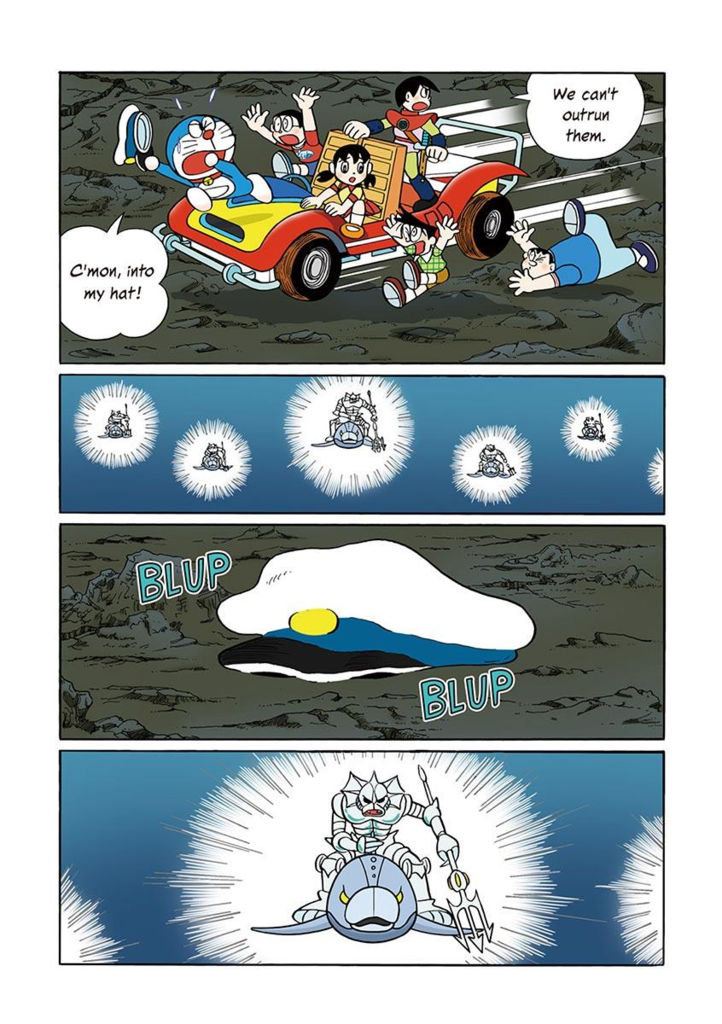 We can't
outrun
them.
C'mon, into
my hat!
BLUP
BLUP